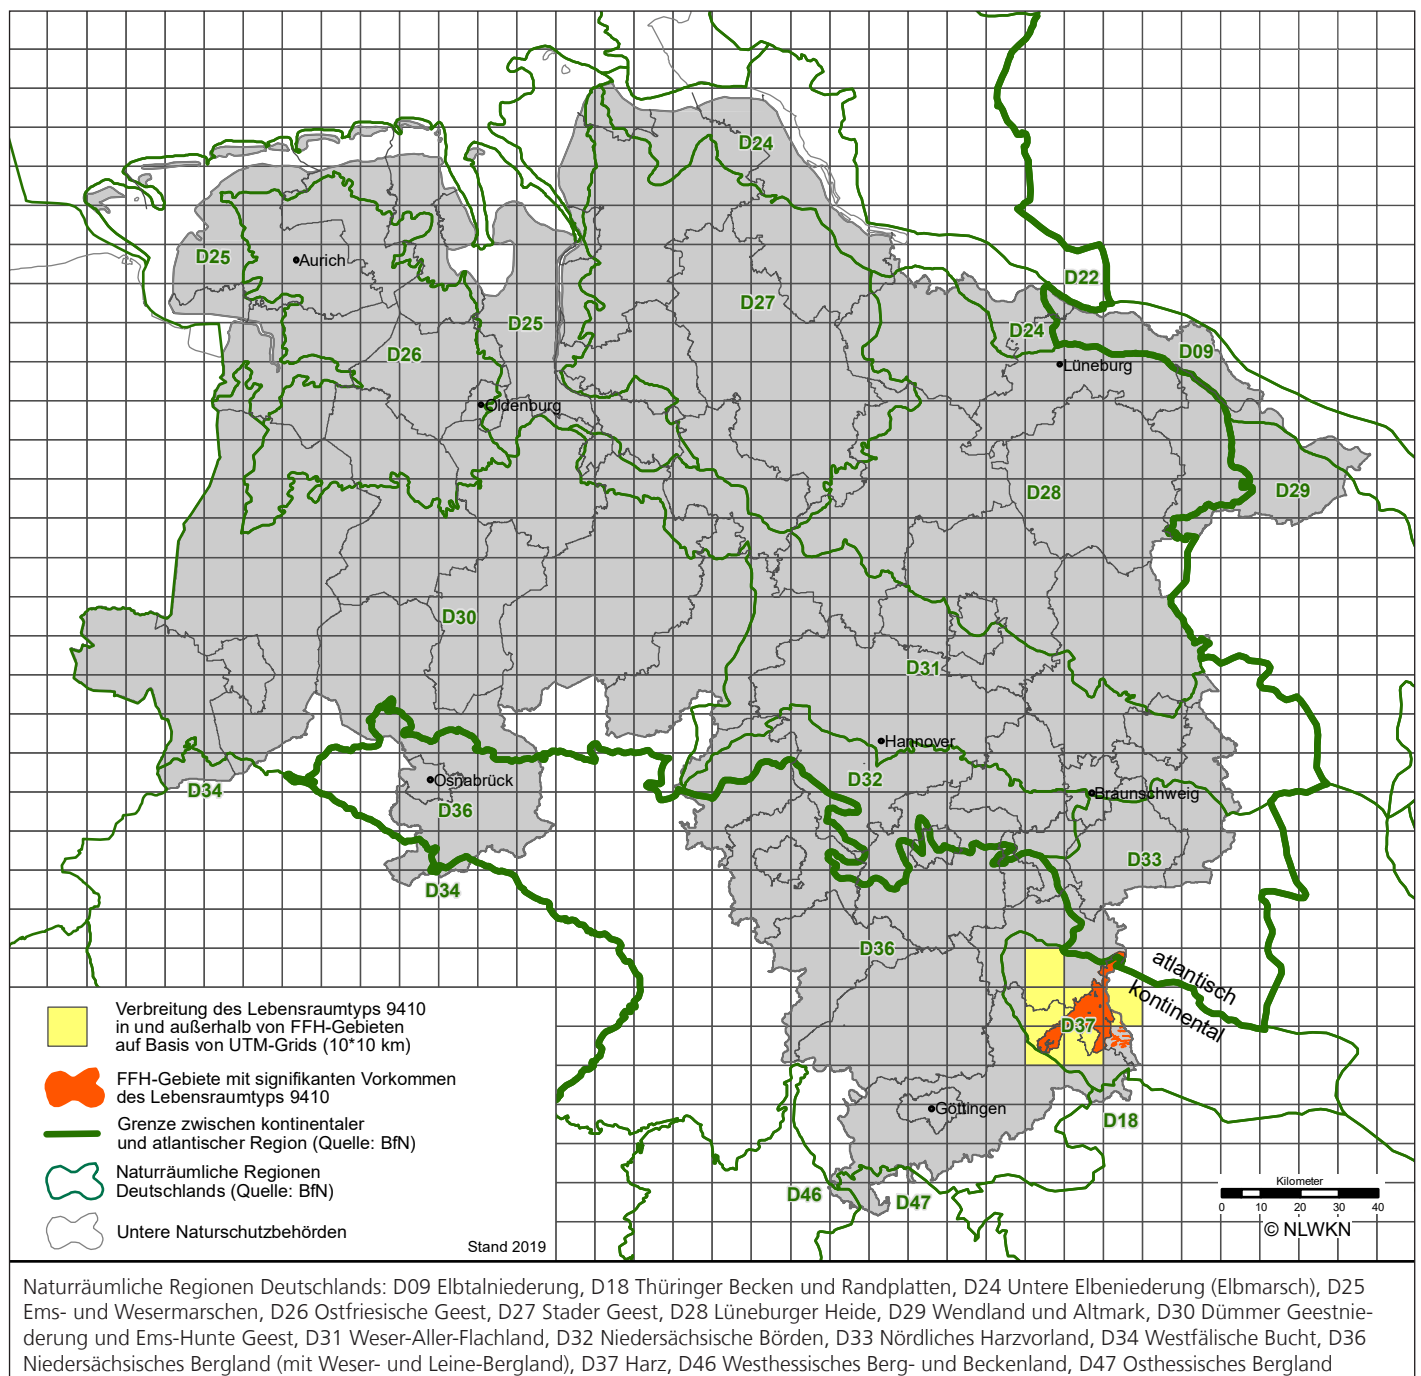 D24
D25
Aurich
D22
D27
D25
D24
D26
D09
Lüneburg
Oldenburg
D28
D29
D30
D31
Hannover
D32
Osnabrück
D34
Braunschweig
D36
D33
D34
D36
atlantisch
kontinental
D37
Göttingen
D18
D46
D47
Verbreitung des Lebensraumtyps 9410
in und außerhalb von FFH-Gebieten
auf Basis von UTM-Grids (10*10 km)
FFH-Gebiete mit signifikanten Vorkommen
des Lebensraumtyps 9410
Grenze zwischen kontinentaler
und atlantischer Region (Quelle: BfN)
Naturräumliche Regionen
Deutschlands (Quelle: BfN)
Untere Naturschutzbehörden
Stand 2019
Kilometer
0 10 20 30 40
© NLWKN
Naturräumliche Regionen Deutschlands: D09 Elbtalniederung, D18 Thüringer Becken und Randplatten, D24 Untere Elbeniederung (Elbmarsch), D25
Ems- und Wesermarschen, D26 Ostfriesische Geest, D27 Stader Geest, D28 Lüneburger Heide, D29 Wendland und Altmark, D30 Dümmer Geestnie-
derung und Ems-Hunte Geest, D31 Weser-Aller-Flachland, D32 Niedersächsische Börden, D33 Nördliches Harzvorland, D34 Westfälische Bucht, D36
Niedersächsisches Bergland (mit Weser- und Leine-Bergland), D37 Harz, D46 Westhessisches Berg- und Beckenland, D47 Osthessisches Bergland